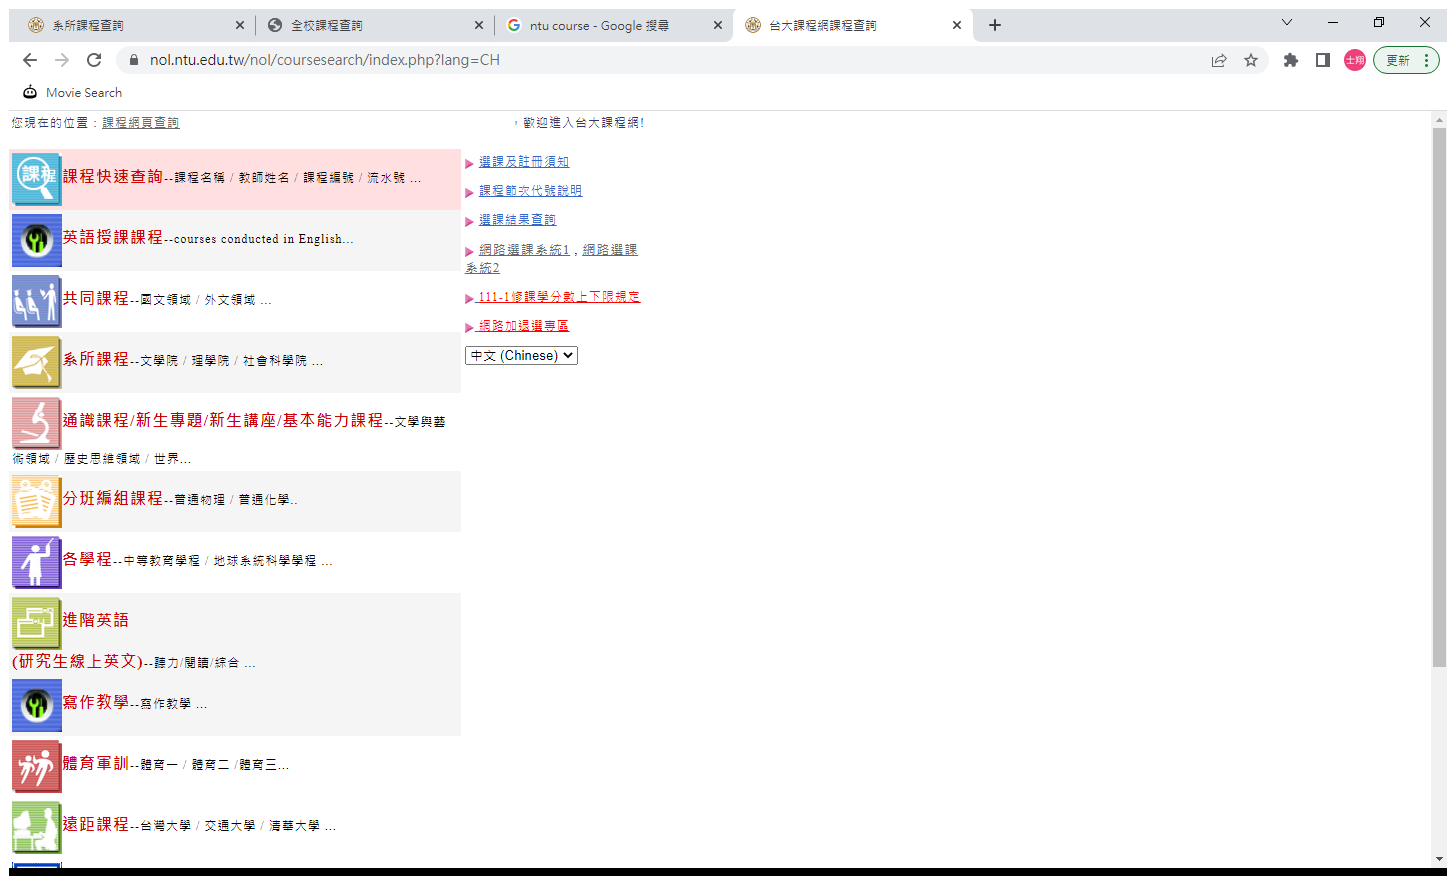 系所課程查詢
全校課程查詢
ntu course - Google 搜尋
台大課程網課程查詢
nol.ntu.edu.tw/nol/coursesearch/index.php?lang=CH
士翔
更新
Movie Search
您現在的位置：課程網頁查詢
，歡迎進入台大課程網!
課程
課程快速查詢--課程名稱 / 教師姓名 / 課程編號 / 流水號 ...
英語授課課程--courses conducted in English...
共同課程--國文領域 / 外文領域 ...
系所課程--文學院 / 理學院 / 社會科學院 ...
通識課程/新生專題/新生講座/基本能力課程--文學與藝
術領域 / 歷史思維領域 / 世界...
分班編組課程--普通物理 / 普通化學..
各學程--中等教育學程 / 地球系統科學學程 ...
進階英語
(研究生線上英文)--聽力/閱讀/綜合 ...
寫作教學--寫作教學 ...
體育軍訓--體育一 / 體育二 /體育三...
遠距課程--台灣大學 / 交通大學 / 清華大學 ...
選課及註冊須知
課程節次代號說明
選課結果查詢
網路選課系統1 , 網路選課
系統2
111-1修課學分數上下限規定
網路加退選專區
中文 (Chinese)